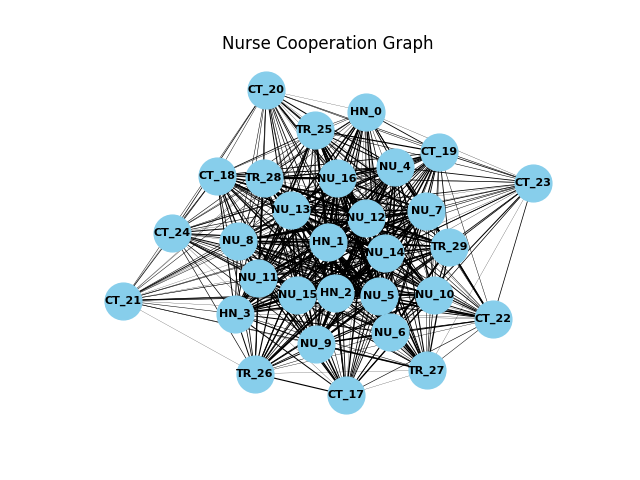 Nurse Cooperation Graph
CT_20
HN_0
TR_25
CT_19
NU_4
CT_18
TR_28
NU_16
CT_23
NU_13
NU_12
NU_7
CT_24
NU_8
HN_1
NU_14
TR_29
NU_11
CT_21
NU_15
HN_2
NU_5
NU_10
HN_3
CT_22
NU_6
NU_9
TR_26
TR_27
CT_17